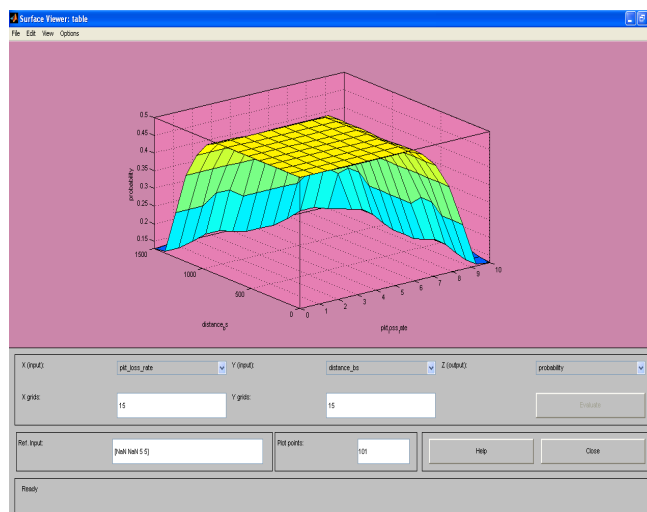 Surface Viewer: table
File Edit View Options
0.5
0.45
0.4
0.35
0.3
0.25
0.2
0.15
probability
1500
1000
500
0
distance_bs
0 1 2 3 4 5 6 7 8 9 10
pkt_loss_rate
X (input): pkt_loss_rate Y (input): distance_bs Z (output): probability
X grids: 15 Y grids: 15 Evaluate
Ref. Input: [NaN NaN 5 5] Plot points: 101 Help Close
Ready